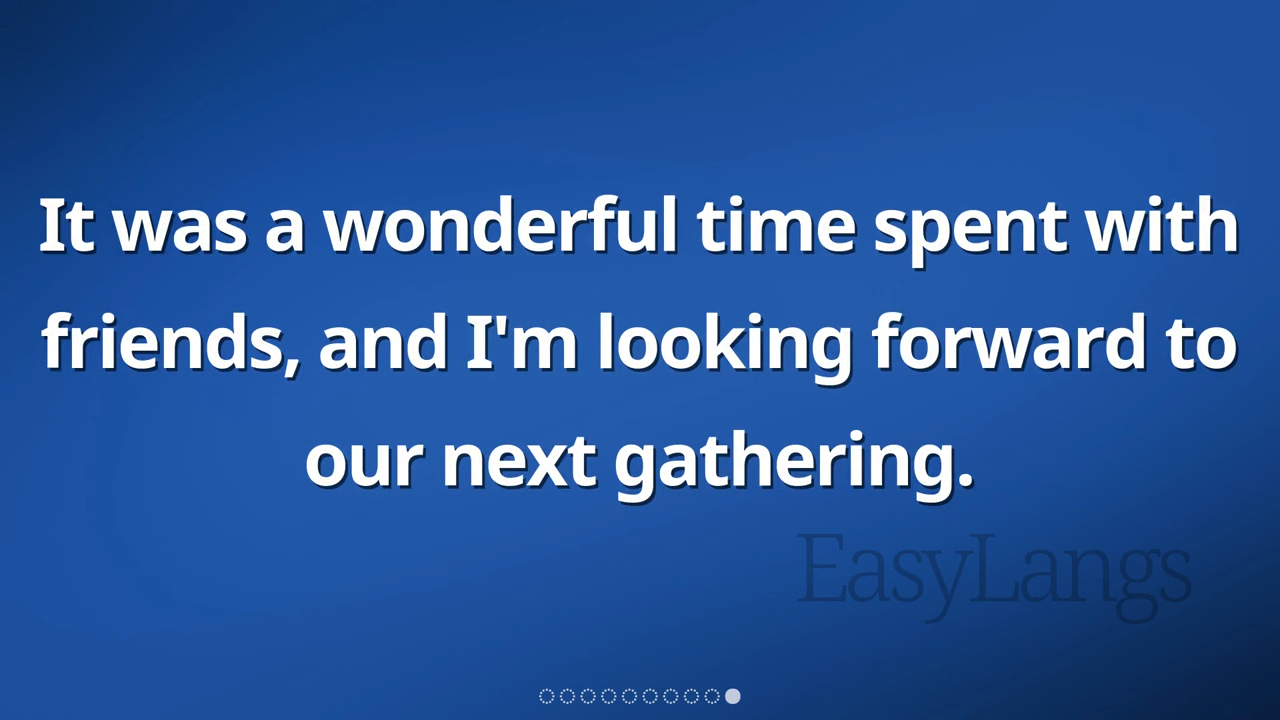 It was a wonderful time spent with
friends, and I'm looking forward to
our next gathering.
EasyLangs